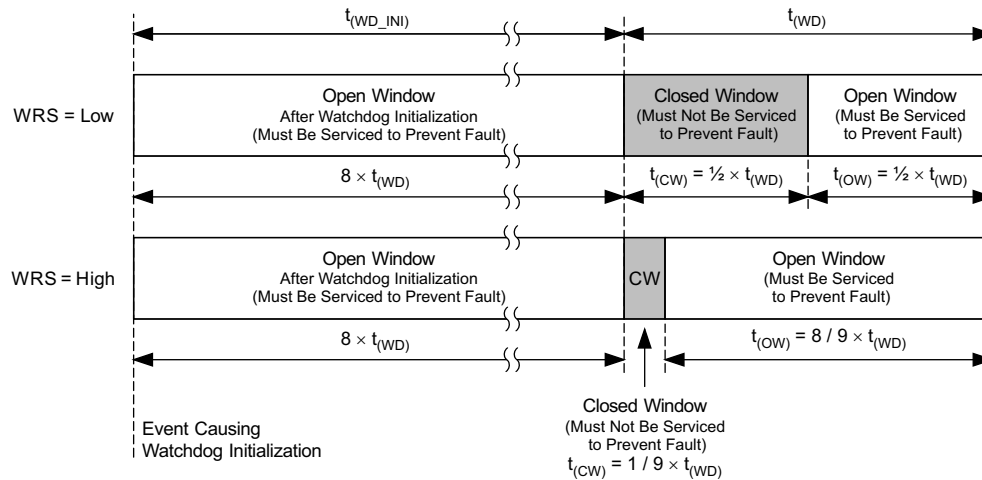 t(WD_INI)
t(WD)
WRS = Low
Open Window
After Watchdog Initialization
(Must Be Serviced to Prevent Fault)
Closed Window
(Must Not Be Serviced
to Prevent Fault)
Open Window
(Must Be Serviced
to Prevent Fault)
8 × t(WD)
t(CW) = ½ × t(WD)
t(OW) = ½ × t(WD)
WRS = High
Open Window
After Watchdog Initialization
(Must Be Serviced to Prevent Fault)
CW
Open Window
(Must Be Serviced
to Prevent Fault)
8 × t(WD)
t(OW) = 8 / 9 × t(WD)
Event Causing
Watchdog Initialization
Closed Window
(Must Not Be Serviced
to Prevent Fault)
t(CW) = 1 / 9 × t(WD)